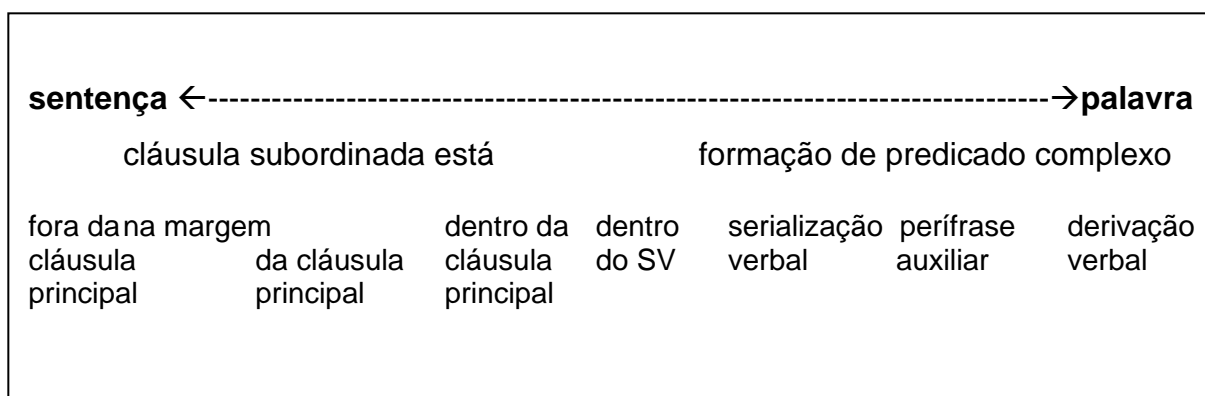 sentença ←----------------------------------------------------------------------------------→palavra
cláusula subordinada está formação de predicado complexo
fora da na margem dentro da dentro serialização perífrase derivação
cláusula da cláusula cláusula do SV verbal auxiliar verbal
principal principal principal